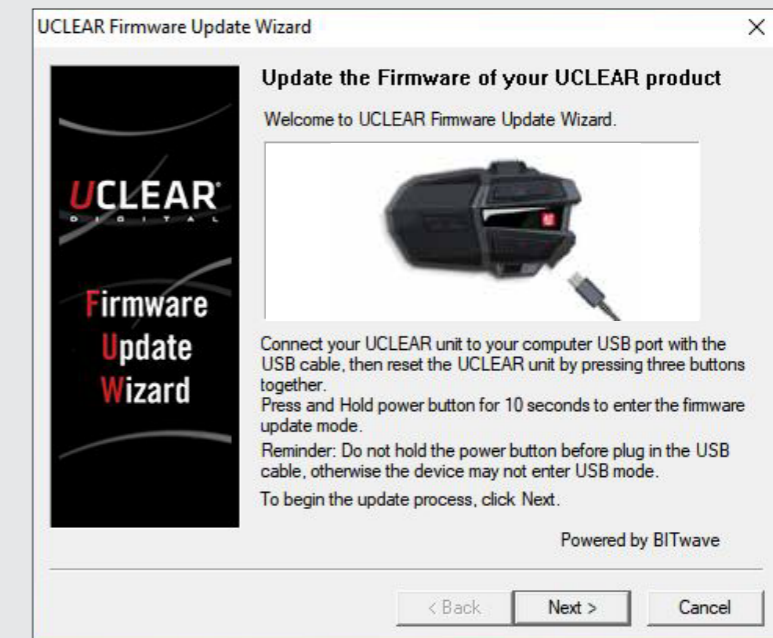 UCLEAR Firmware Update Wizard
UCLEAR
DIGITAL
Firmware
Update
Wizard
Update the Firmware of your UCLEAR product
Welcome to UCLEAR Firmware Update Wizard.
Connect your UCLEAR unit to your computer USB port with the
USB cable, then reset the UCLEAR unit by pressing three buttons
together.
Press and Hold power button for 10 seconds to enter the firmware
update mode.
Reminder: Do not hold the power button before plug in the USB
cable, otherwise the device may not enter USB mode.
To begin the update process, click Next.
Powered by BITwave
< Back
Next >
Cancel